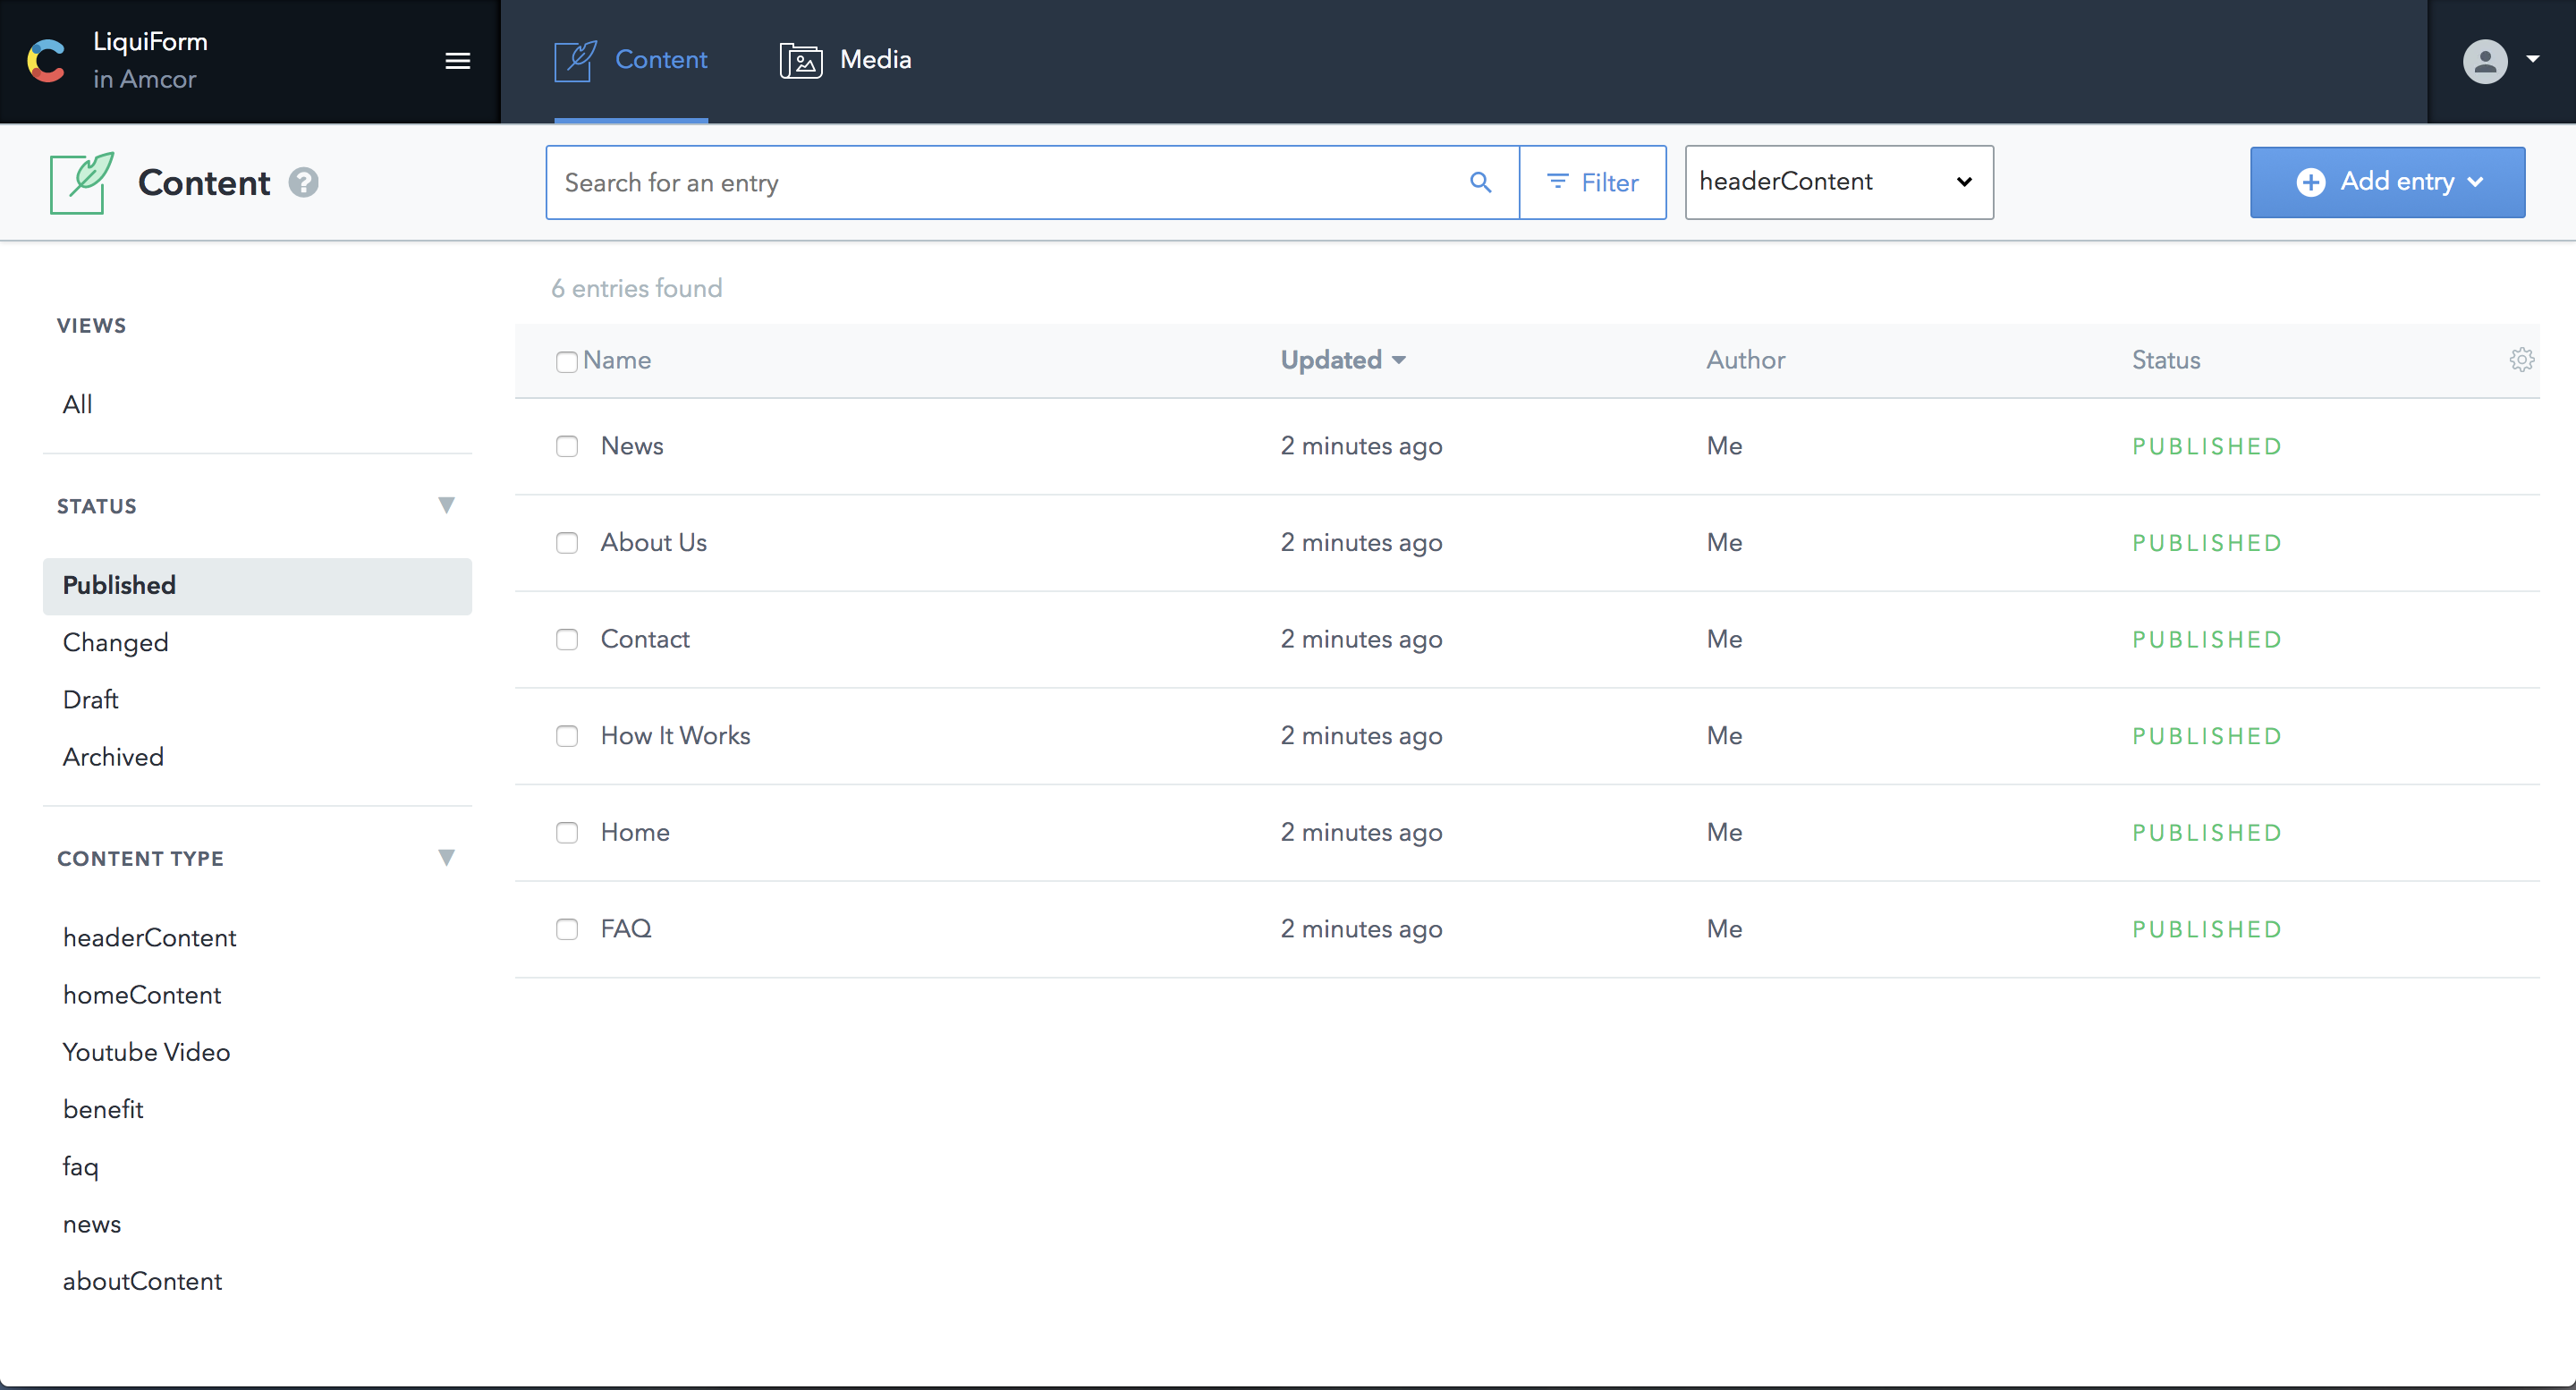 LiquiForm
in Amcor
Content
Media
Content ?
Search for an entry
Filter
headerContent
Add entry
6 entries found
VIEWS
All
STATUS
Published
Changed
Draft
Archived
CONTENT TYPE
headerContent
homeContent
Youtube Video
benefit
faq
news
aboutContent
Name Updated Author Status
News 2 minutes ago Me PUBLISHED
About Us 2 minutes ago Me PUBLISHED
Contact 2 minutes ago Me PUBLISHED
How It Works 2 minutes ago Me PUBLISHED
Home 2 minutes ago Me PUBLISHED
FAQ 2 minutes ago Me PUBLISHED